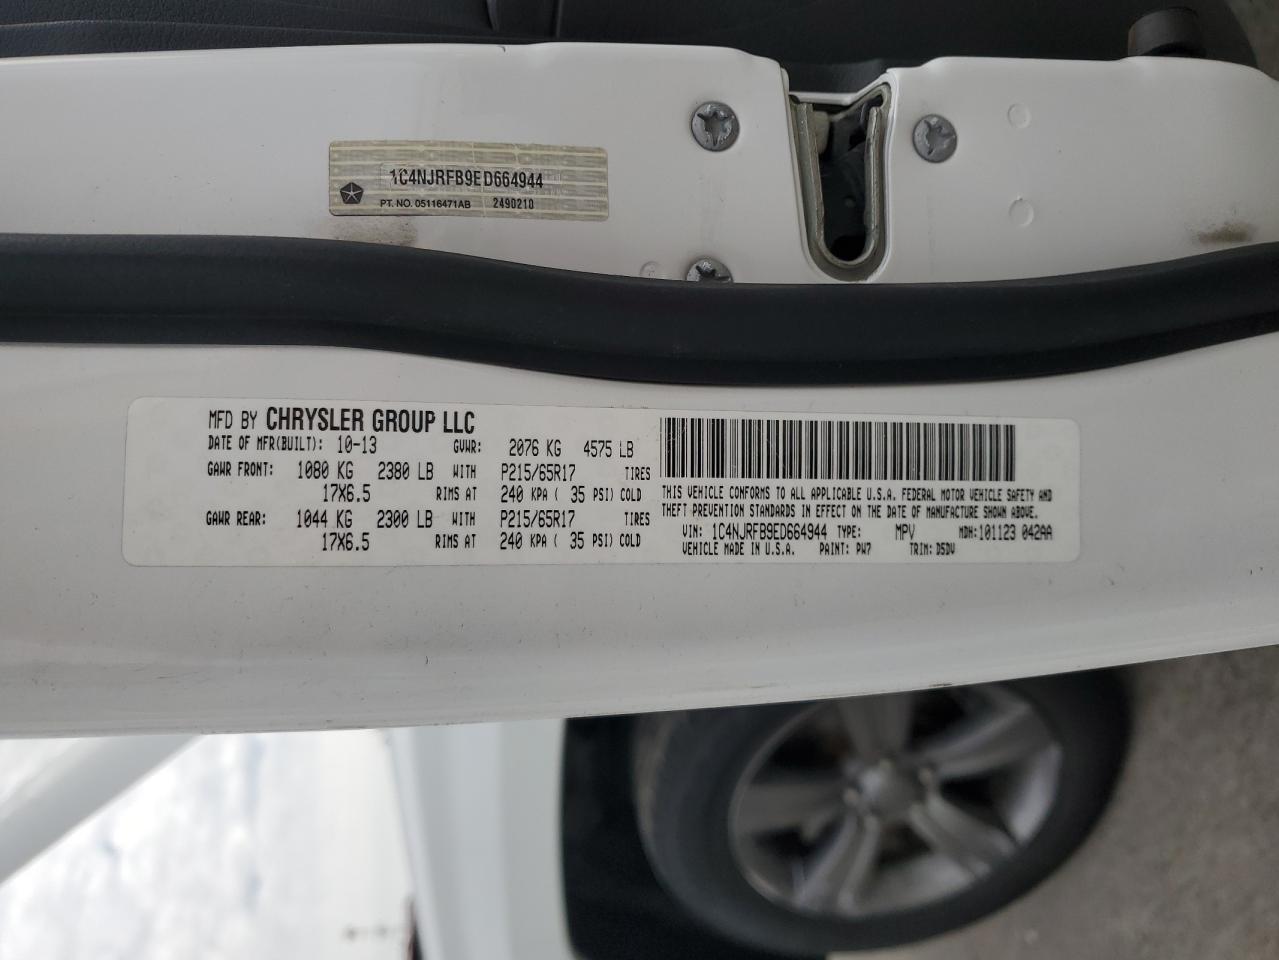 1C4NJRFB9ED664944
PT. NO. 05116471AB 2490210
MFD BY CHRYSLER GROUP LLC
DATE OF MFR(BUILT): 10-13 GVWR: 2076 KG 4575 LB
GAWR FRONT: 1080 KG 2380 LB WITH P215/65R17 TIRES
17X6.5 RIMS AT 240 KPA ( 35 PSI) COLD
GAWR REAR: 1044 KG 2300 LB WITH P215/65R17 TIRES
17X6.5 RIMS AT 240 KPA ( 35 PSI) COLD
THIS VEHICLE CONFORMS TO ALL APPLICABLE U.S.A. FEDERAL MOTOR VEHICLE SAFETY AND
THEFT PREVENTION STANDARDS IN EFFECT ON THE DATE OF MANUFACTURE SHOWN ABOVE.
VIN: 1C4NJRFB9ED664944 TYPE: MPV MDH: 101123 042AA
VEHICLE MADE IN U.S.A. PAINT: PW7 TRIM: D5DV